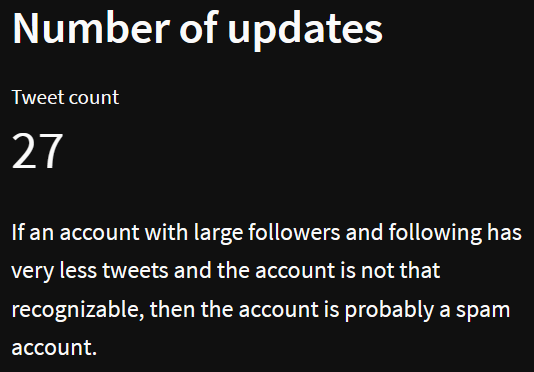 Number of updates
Tweet count
27
If an account with large followers and following has
very less tweets and the account is not that
recognizable, then the account is probably a spam
account.